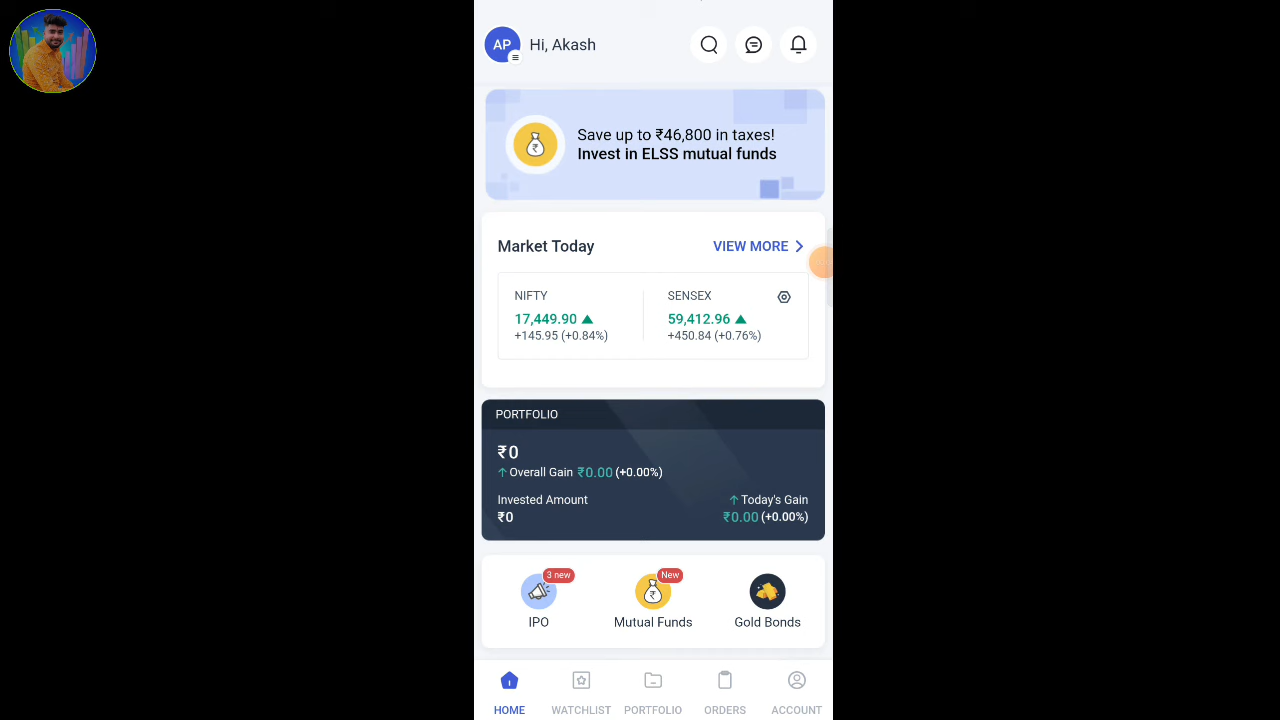 AP
Hi, Akash
Save up to ₹46,800 in taxes!
Invest in ELSS mutual funds
Market Today
VIEW MORE
NIFTY
17,449.90
+145.95 (+0.84%)
SENSEX
59,412.96
+450.84 (+0.76%)
PORTFOLIO
₹0
Overall Gain ₹0.00 (+0.00%)
Invested Amount
₹0
Today's Gain
₹0.00 (+0.00%)
3 new
IPO
New
Mutual Funds
Gold Bonds
HOME
WATCHLIST
PORTFOLIO
ORDERS
ACCOUNT